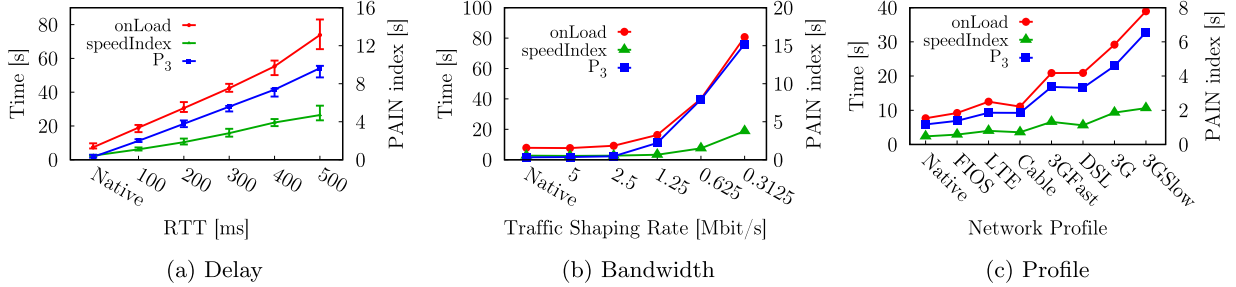 onLoad
speedIndex
P3
Time [s]
0
20
40
60
80
PAIN index [s]
0
4
8
12
16
Native
100
200
300
400
500
RTT [ms]
(a) Delay
onLoad
speedIndex
P3
Time [s]
0
20
40
60
80
100
PAIN index [s]
0
5
10
15
20
Native
5
2.5
1.25
0.625
0.3125
Traffic Shaping Rate [Mbit/s]
(b) Bandwidth
onLoad
speedIndex
P3
Time [s]
0
10
20
30
40
PAIN index [s]
0
2
4
6
8
Native
FIOS
LTE
Cable
3GFast
DSL
3G
3GSlow
Network Profile
(c) Profile